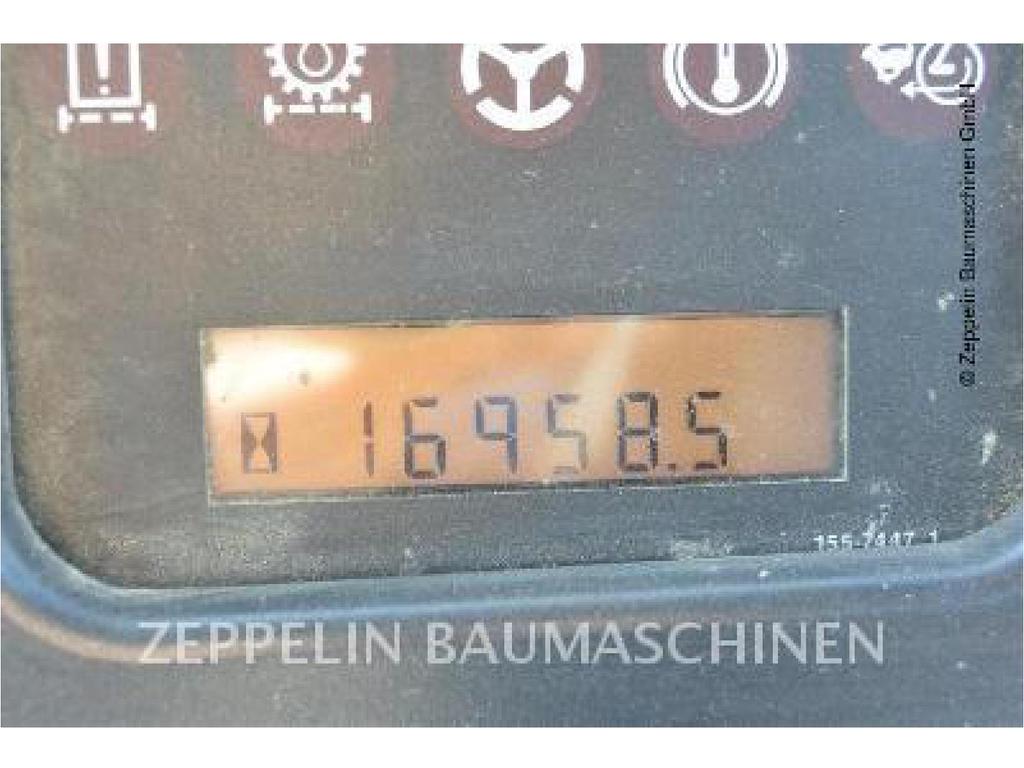 © Zeppelin Baumaschinen GmbH
16958.5
155-7447 1
ZEPPELIN BAUMASCHINEN